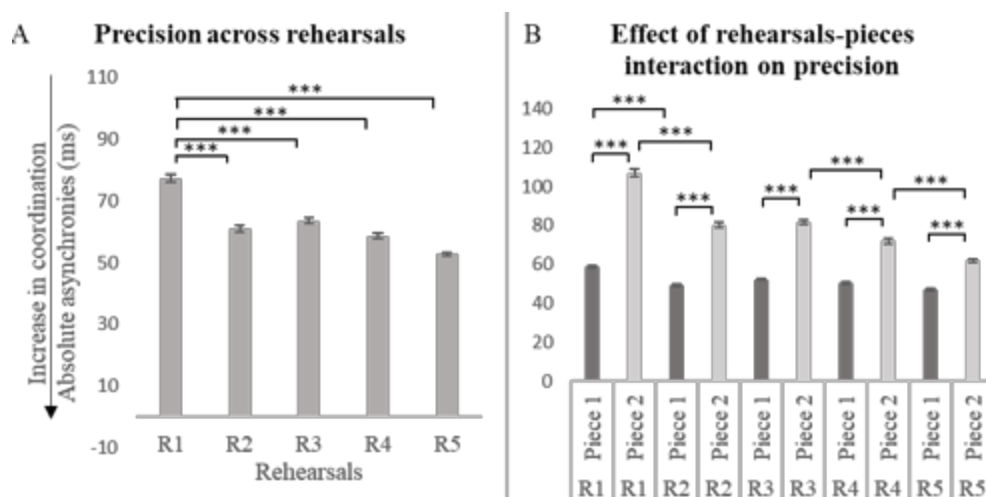 A
Precision across rehearsals
Increase in coordination
Absolute asynchronies (ms)
110
90
70
50
30
10
-10
***
***
***
***
R1 R2 R3 R4 R5
Rehearsals
B
Effect of rehearsals-pieces
interaction on precision
140
120
100
80
60
40
20
0
***
***
***
***
***
***
***
***
***
Piece 1 Piece 2 Piece 1 Piece 2 Piece 1 Piece 2 Piece 1 Piece 2 Piece 1 Piece 2
R1 R1 R2 R2 R3 R3 R4 R4 R5 R5